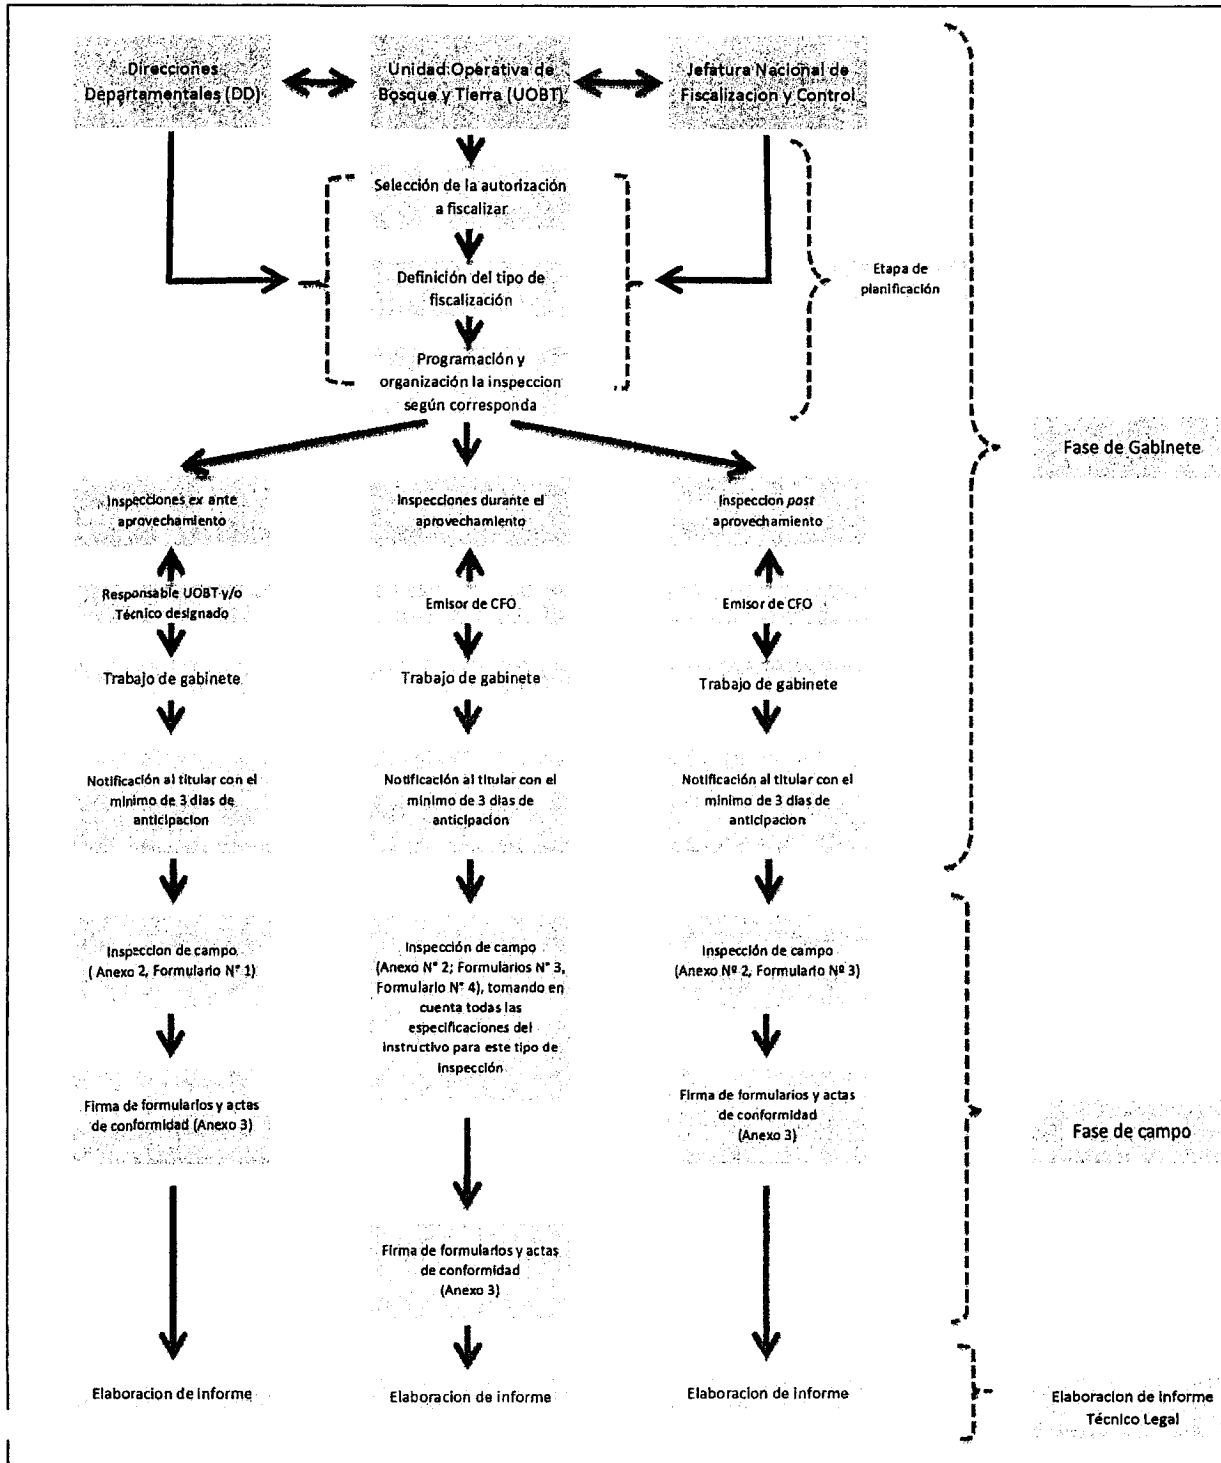 Direcciones
Departamentales (DD)
Unidad Operativa de
Bosque y Tierra (UOBT)
Jefatura Nacional de
Fiscalizacion y Control
Selección de la autorización
a fiscalizar
Definición del tipo de
fiscalización
Programación y
organización la inspeccion
según corresponda
Etapa de
planificación
Fase de Gabinete
Inspecciones ex ante
aprovechamiento
Inspecciones durante el
aprovechamiento
Inspeccion post
aprovechamiento
Responsable UOBT y/o
Técnico designado
Emisor de CFO
Emisor de CFO
Trabajo de gabinete
Trabajo de gabinete
Trabajo de gabinete
Notificación al titular con el
minimo de 3 dias de
anticipacion
Notificación al titular con el
minimo de 3 dias de
anticipacion
Notificación al titular con el
minimo de 3 dias de
anticipacion
Inspeccion de campo
( Anexo 2, Formulario N° 1)
Inspección de campo
(Anexo N° 2; Formularios N° 3,
Formulario N° 4), tomando en
cuenta todas las
especificaciones del
instructivo para este tipo de
inspección
Inspección de campo
(Anexo Nº 2, Formulario Nº 3)
Firma de formularios y actas
de conformidad (Anexo 3)
Firma de formularios y actas
de conformidad
(Anexo 3)
Firma de formularios y actas
de conformidad
(Anexo 3)
Fase de campo
Elaboracion de informe
Elaboracion de informe
Elaboracion de informe
Elaboracion de informe
Técnico Legal